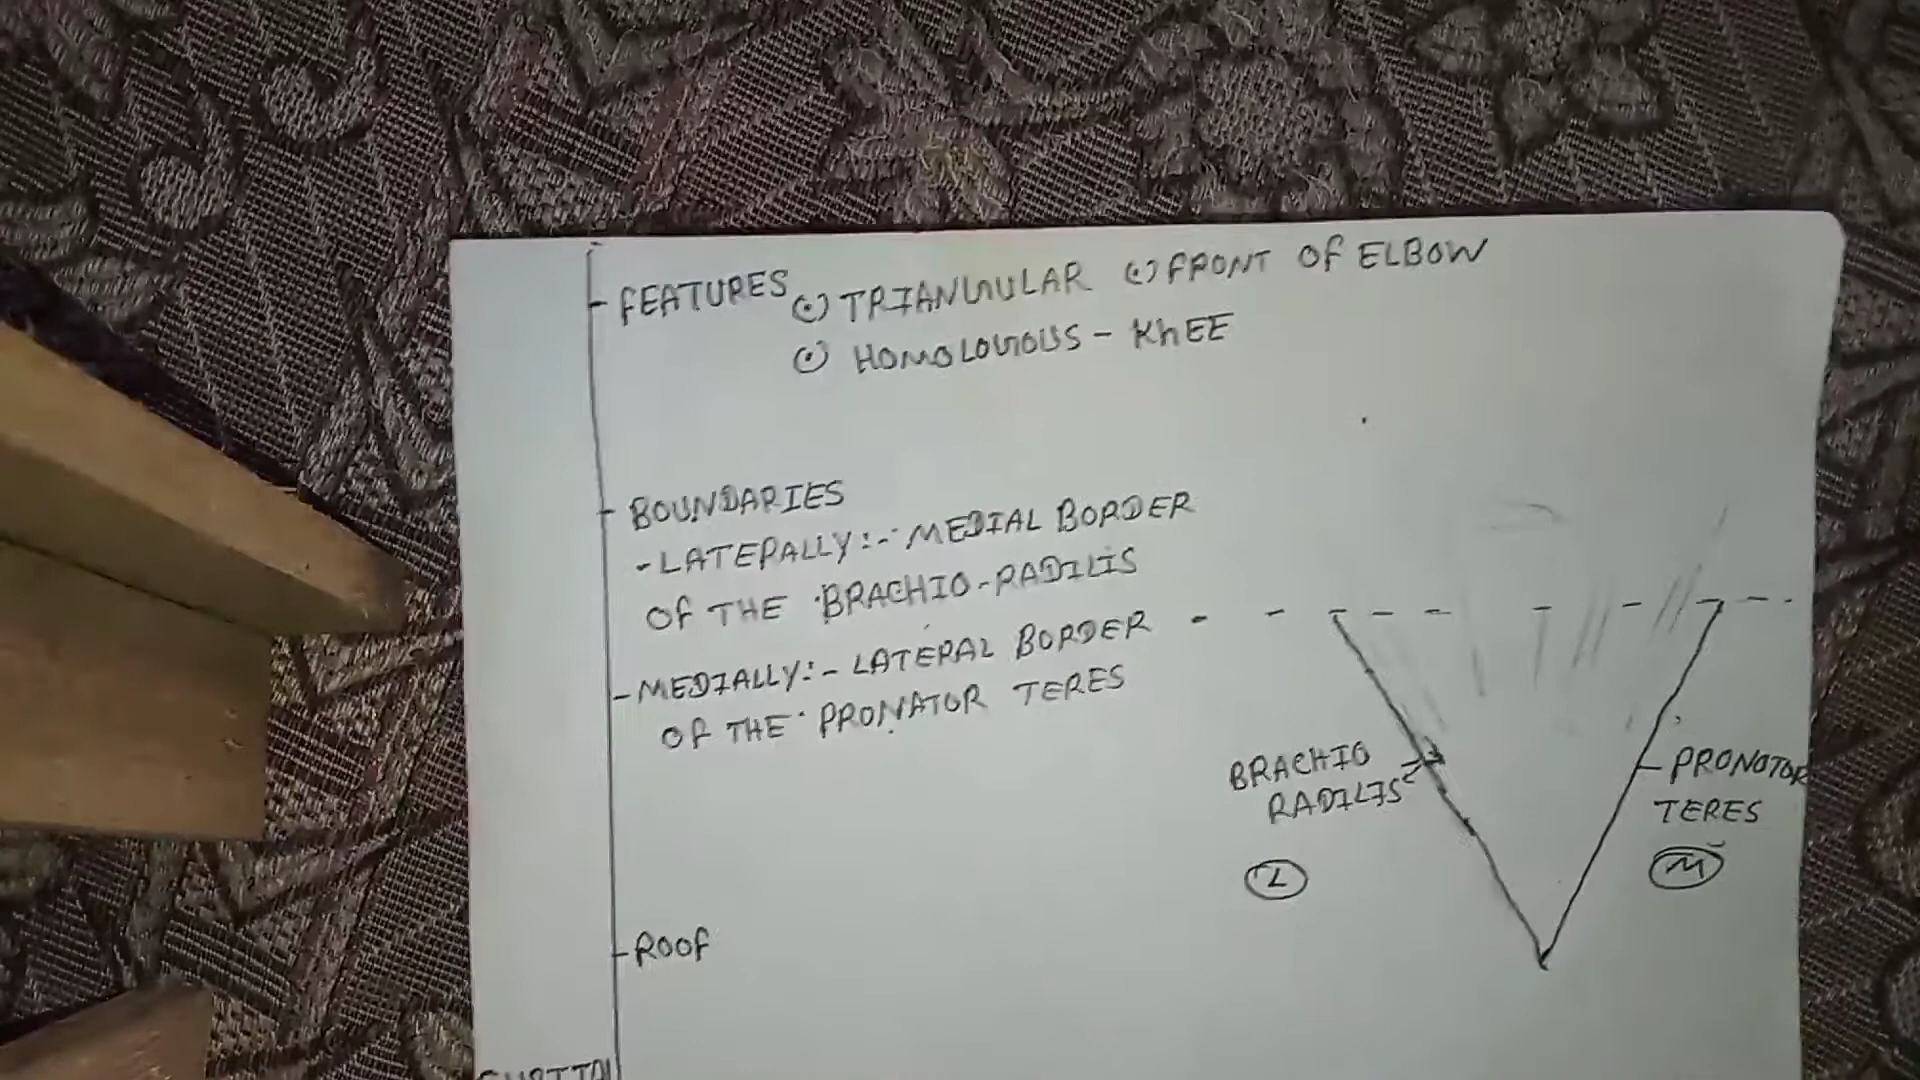 FEATURES (•) TRIANGULAR (•) FRONT OF ELBOW
(•) HOMOLOGOUS - KNEE
BOUNDARIES
- LATERALLY :- MEDIAL BORDER
OF THE BRACHIO-RADILIS
- MEDIALLY :- LATERAL BORDER
OF THE PRONATOR TERES
BRACHIO
RADILIS
L
PRONOTOR
TERES
M
- ROOF